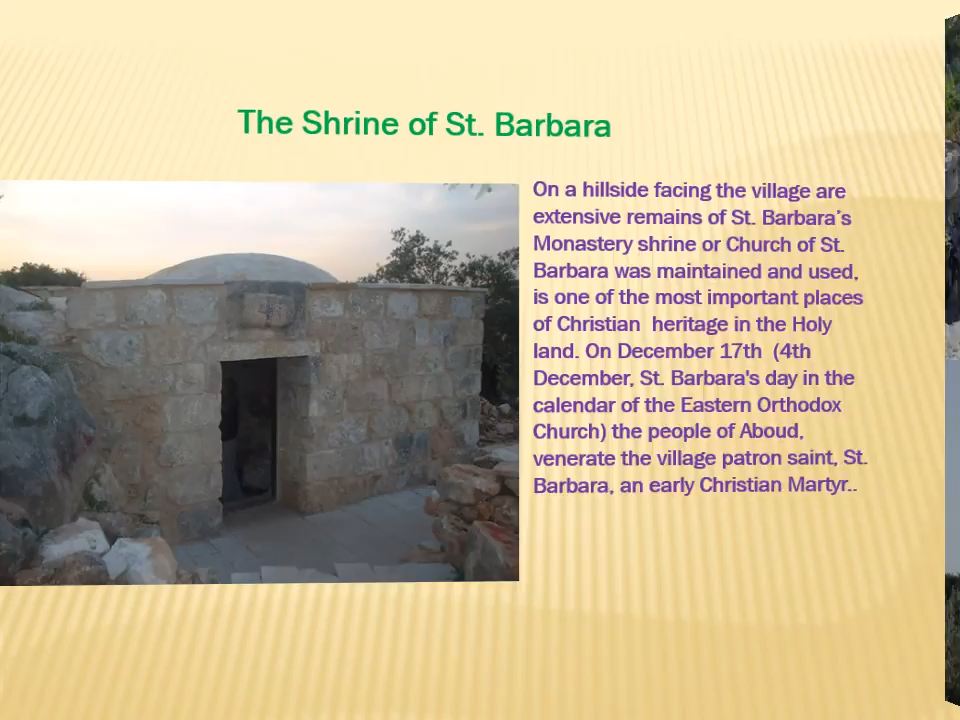 The Shrine of St. Barbara
On a hillside facing the village are
extensive remains of St. Barbara's
Monastery shrine or Church of St.
Barbara was maintained and used,
is one of the most important places
of Christian  heritage in the Holy
land. On December 17th  (4th
December, St. Barbara's day in the
calendar of the Eastern Orthodox
Church) the people of Aboud,
venerate the village patron saint, St.
Barbara, an early Christian Martyr..